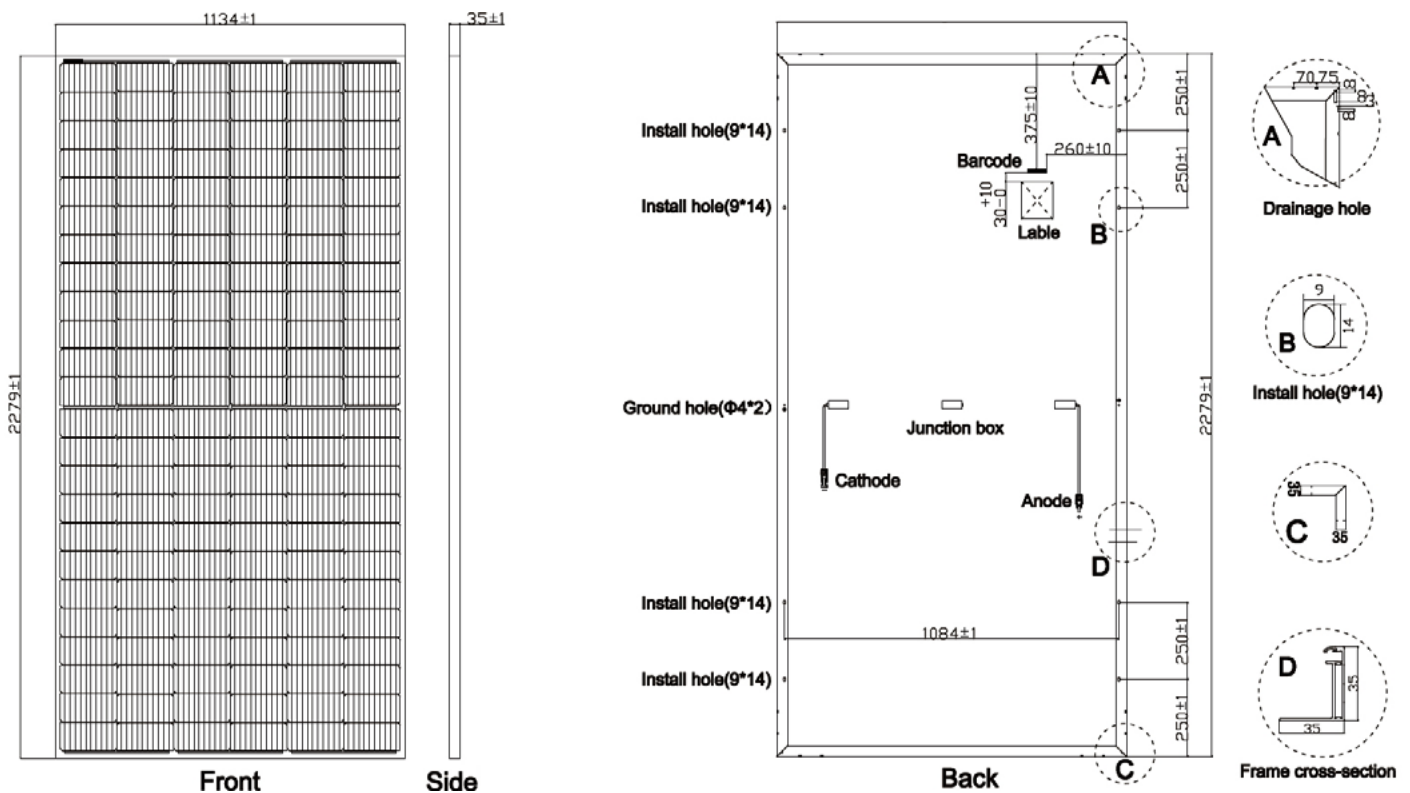 1134±1
35±1
2279±1
Front
Side
Install hole(9*14)
Install hole(9*14)
Ground hole(Φ4*2)
Install hole(9*14)
Install hole(9*14)
375±10
260±10
Barcode
+10
30-0
Lable
Junction box
Cathode
Anode
1084±1
A
B
D
C
250±1
250±1
2279±1
250±1
250±1
Back
70,75
8
8
A
Drainage hole
9
14
B
Install hole(9*14)
35
C
35
D
35
35
Frame cross-section